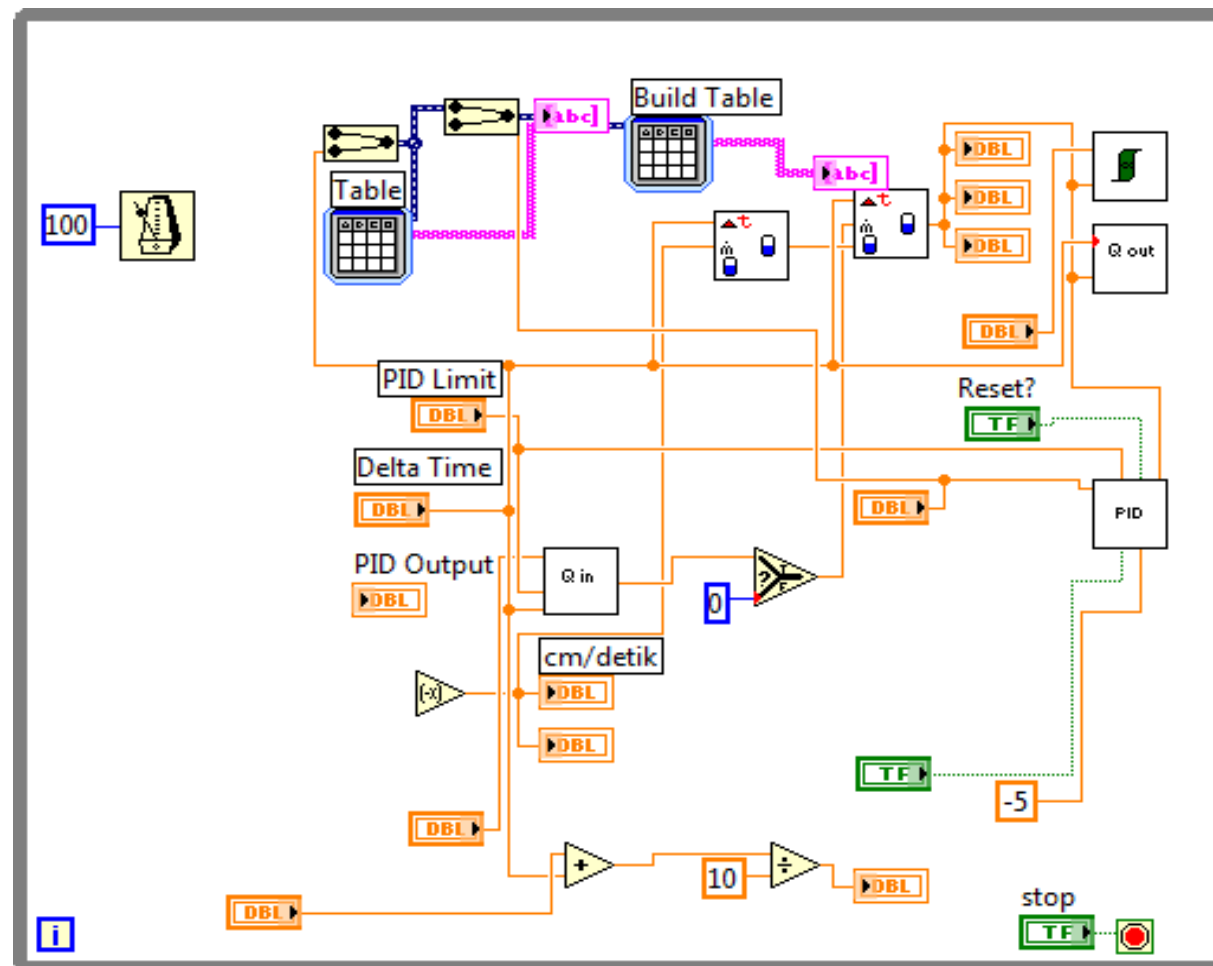 Build Table
[abc]
Table
100
[abc]
DBL
t
t
ṁ
ṁ
DBL
DBL
Q out
DBL
PID Limit
Reset?
DBL
TF
Delta Time
DBL
DBL
PID
PID Output
Q in
?
T
F
DBL
0
cm/detik
(-X)
DBL
DBL
TF
-5
DBL
+
10
÷
DBL
stop
DBL
TF
i